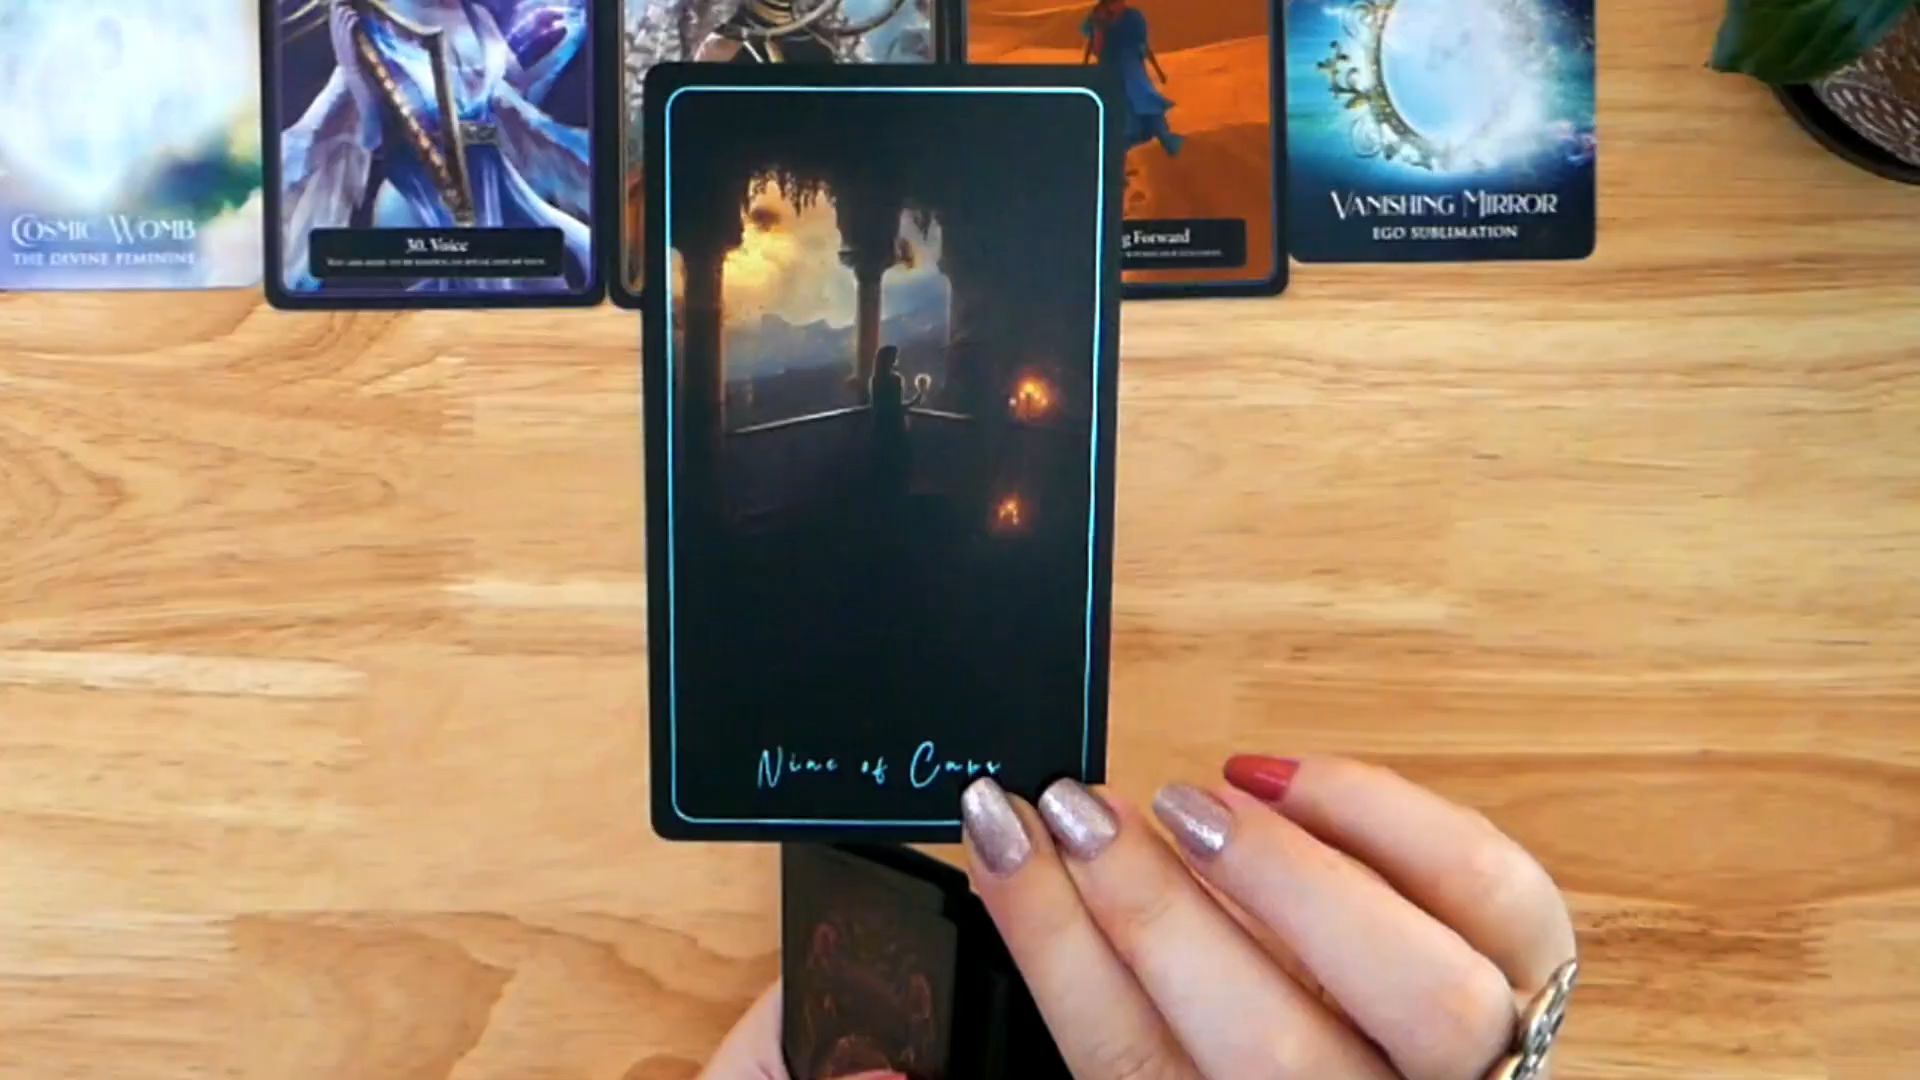 COSMIC WOMB
THE DIVINE FEMININE
30. Voice
g Forward
VANISHING MIRROR
EGO SUBLIMATION
Nine of Cups